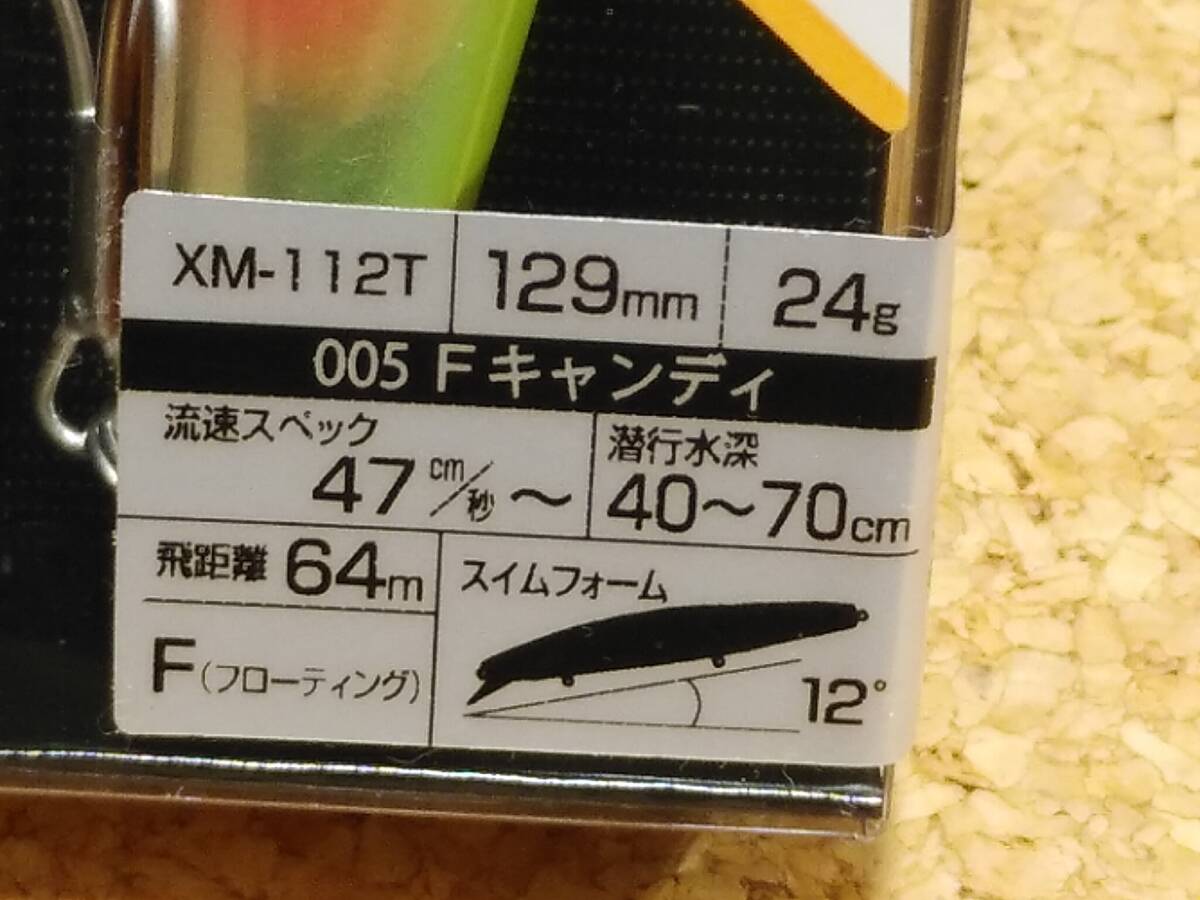 XM-112T 129mm 24g
005 Fキャンディ
流速スペック 潜行水深
47cm/秒～ 40～70cm
飛距離 64m スイムフォーム
F(フローティング) 12°